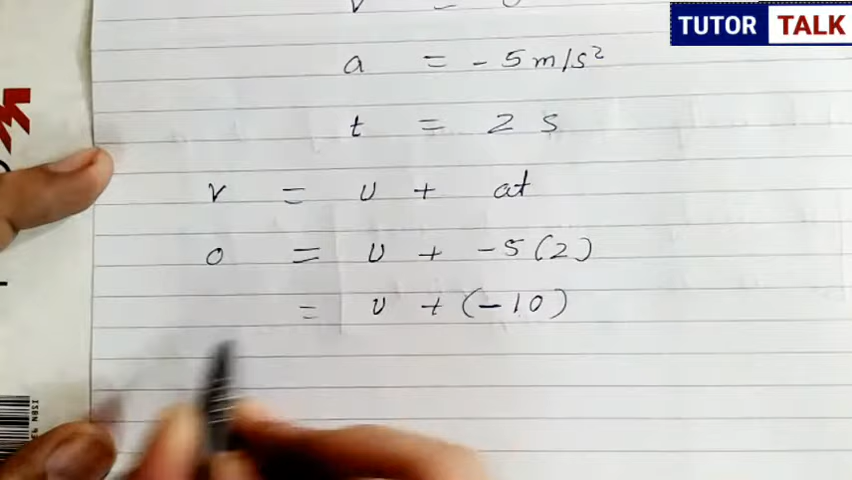 TUTOR TALK
a = - 5 m/s²
t = 2 s
v = u + at
0 = u + -5(2)
= u + (-10)